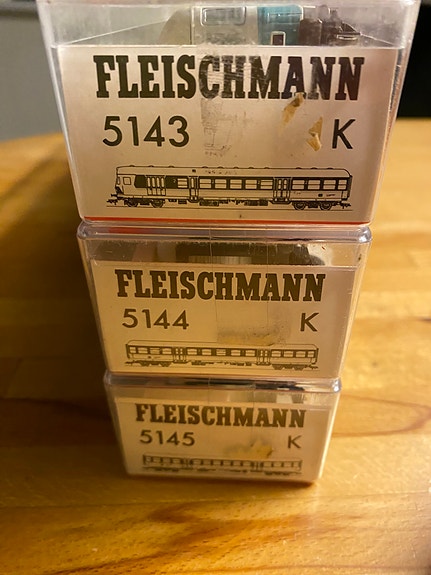 FLEISCHMANN
5143 K
FLEISCHMANN
5144 K
FLEISCHMANN
5145 K